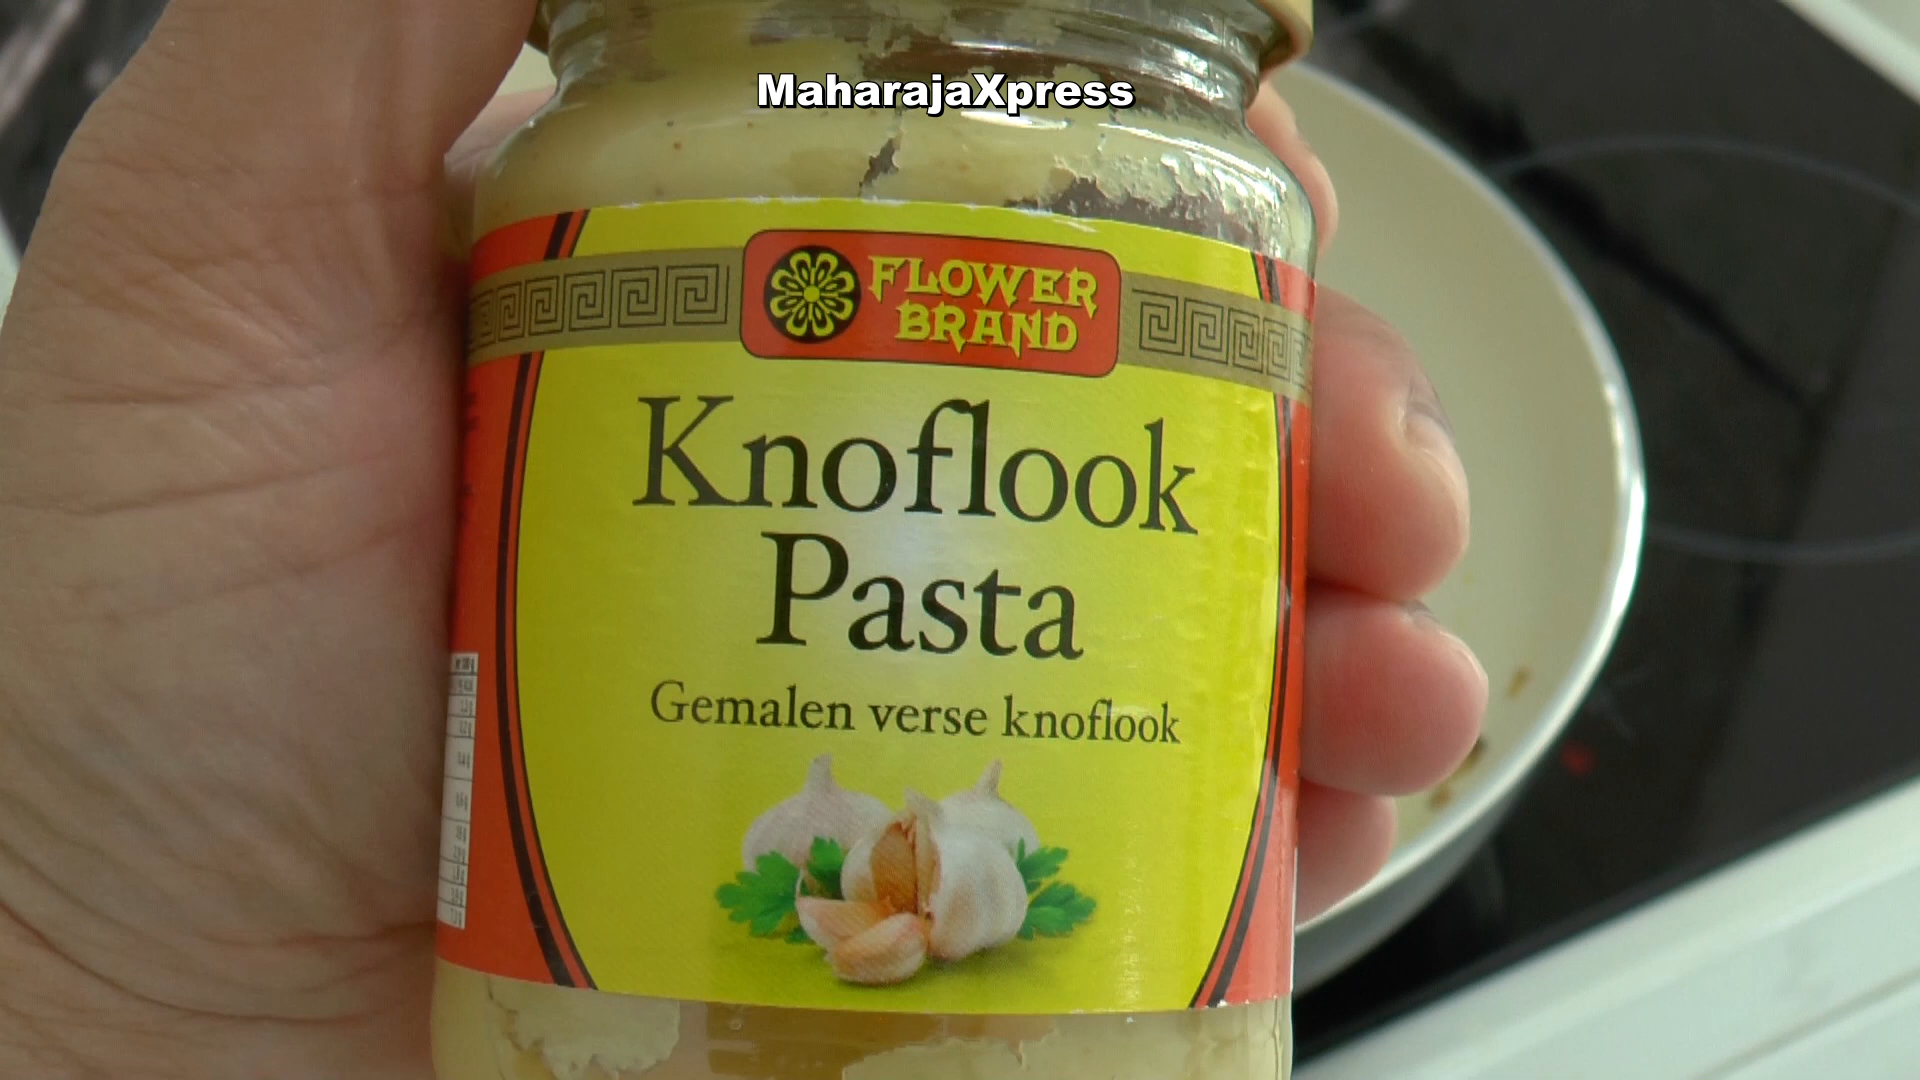 MaharajaXpress
FLOWER
BRAND
Knoflook
Pasta
Gemalen verse knoflook